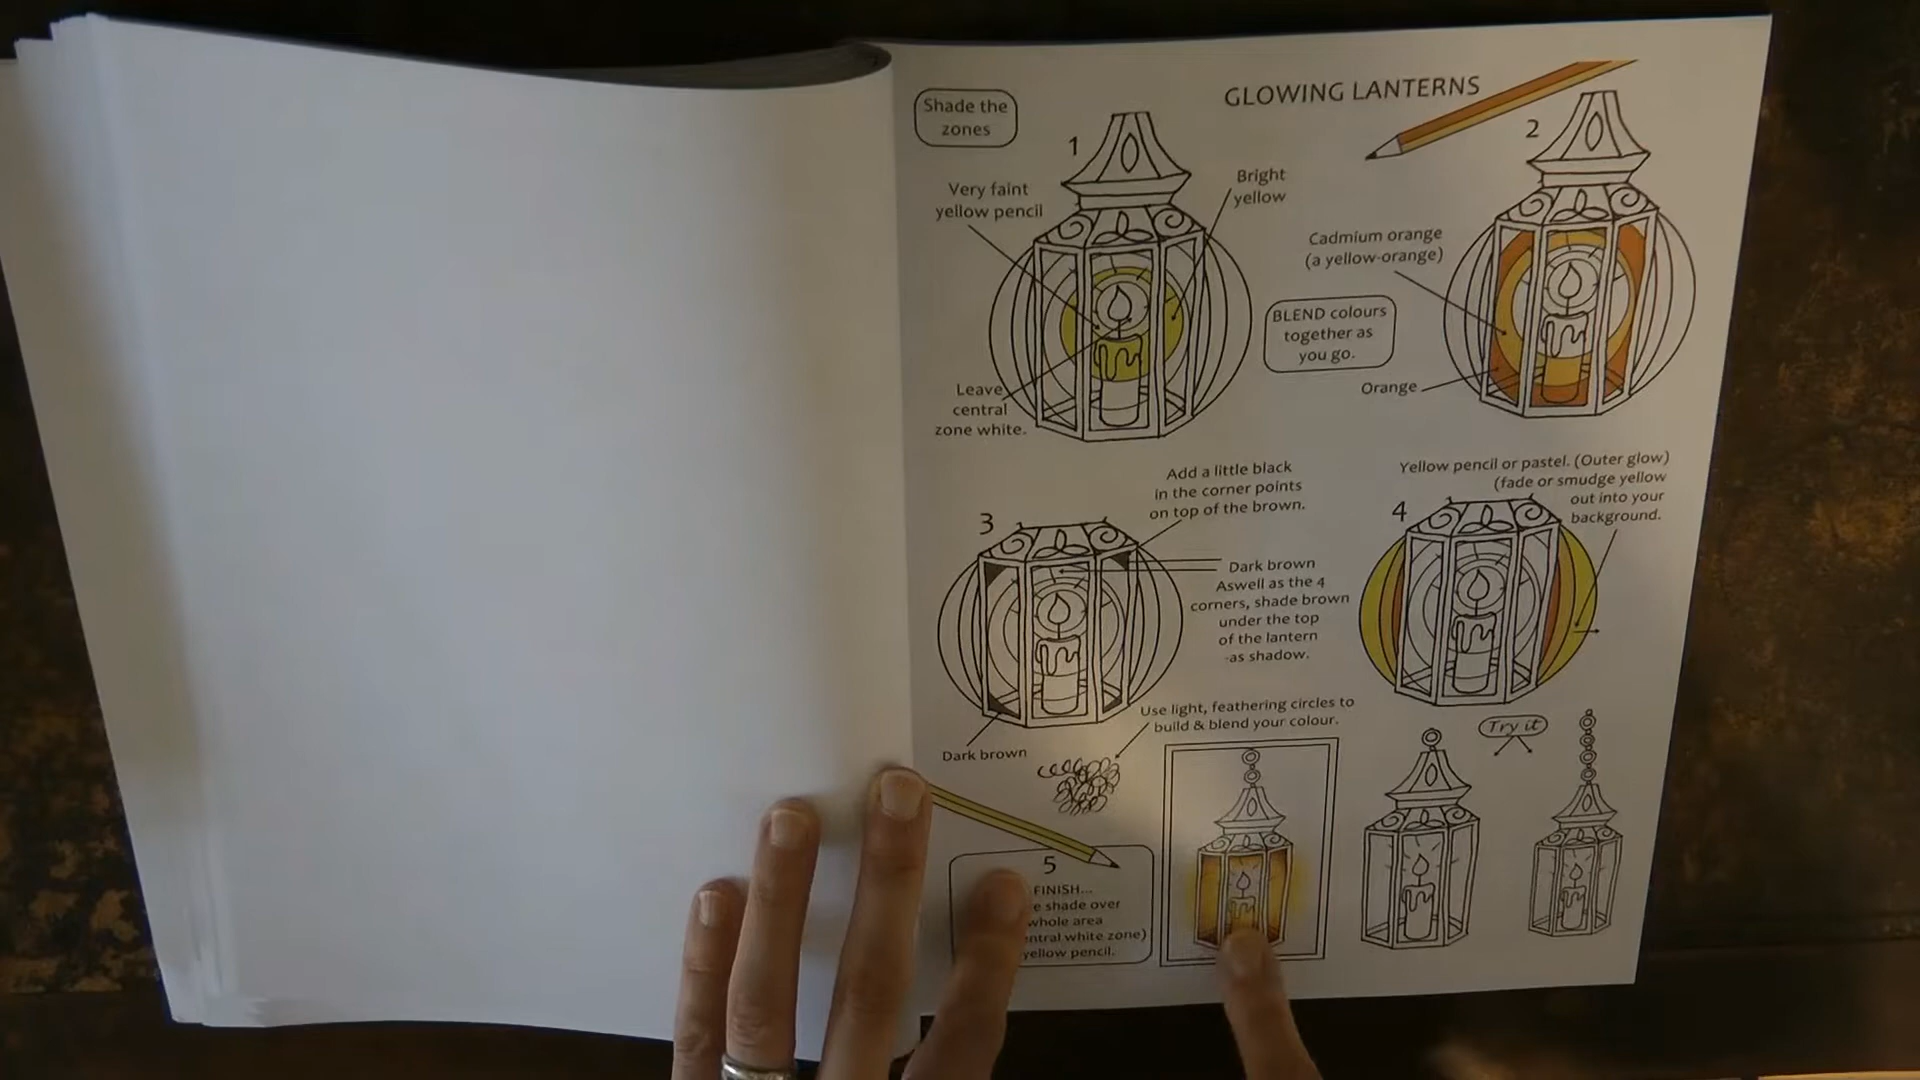 GLOWING LANTERNS
Shade the
zones
1
Very faint
yellow pencil
Bright
yellow
Leave
central
zone white.
2
Cadmium orange
(a yellow-orange)
BLEND colours
together as
you go.
Orange
3
Add a little black
in the corner points
on top of the brown.
Dark brown
Aswell as the 4
corners, shade brown
under the top
of the lantern
-as shadow.
Dark brown
4
Yellow pencil or pastel. (Outer glow)
(fade or smudge yellow
out into your
background.
Use light, feathering circles to
build & blend your colour.
5
FINISH...
shade over
whole area
white zone)
yellow pencil.
Try it